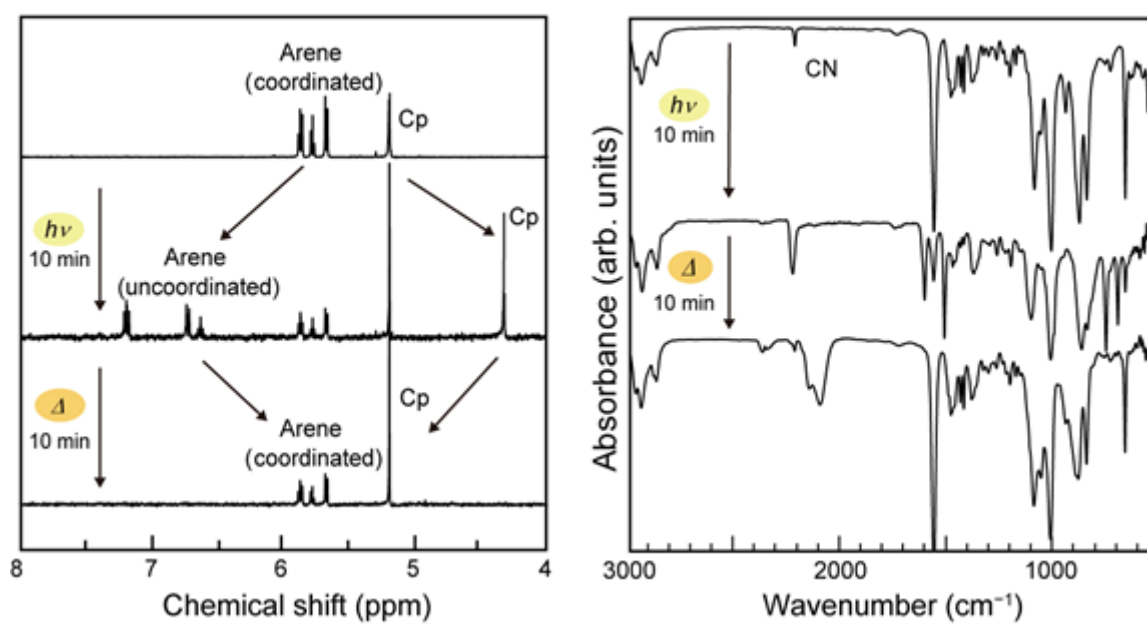 Arene
(coordinated)
Cp
hν
10 min
Arene
(uncoordinated)
Cp
Δ
10 min
Arene
(coordinated)
Cp
8
7
6
5
4
Chemical shift (ppm)
Absorbance (arb. units)
CN
hν
10 min
Δ
10 min
3000
2000
1000
Wavenumber (cm⁻¹)